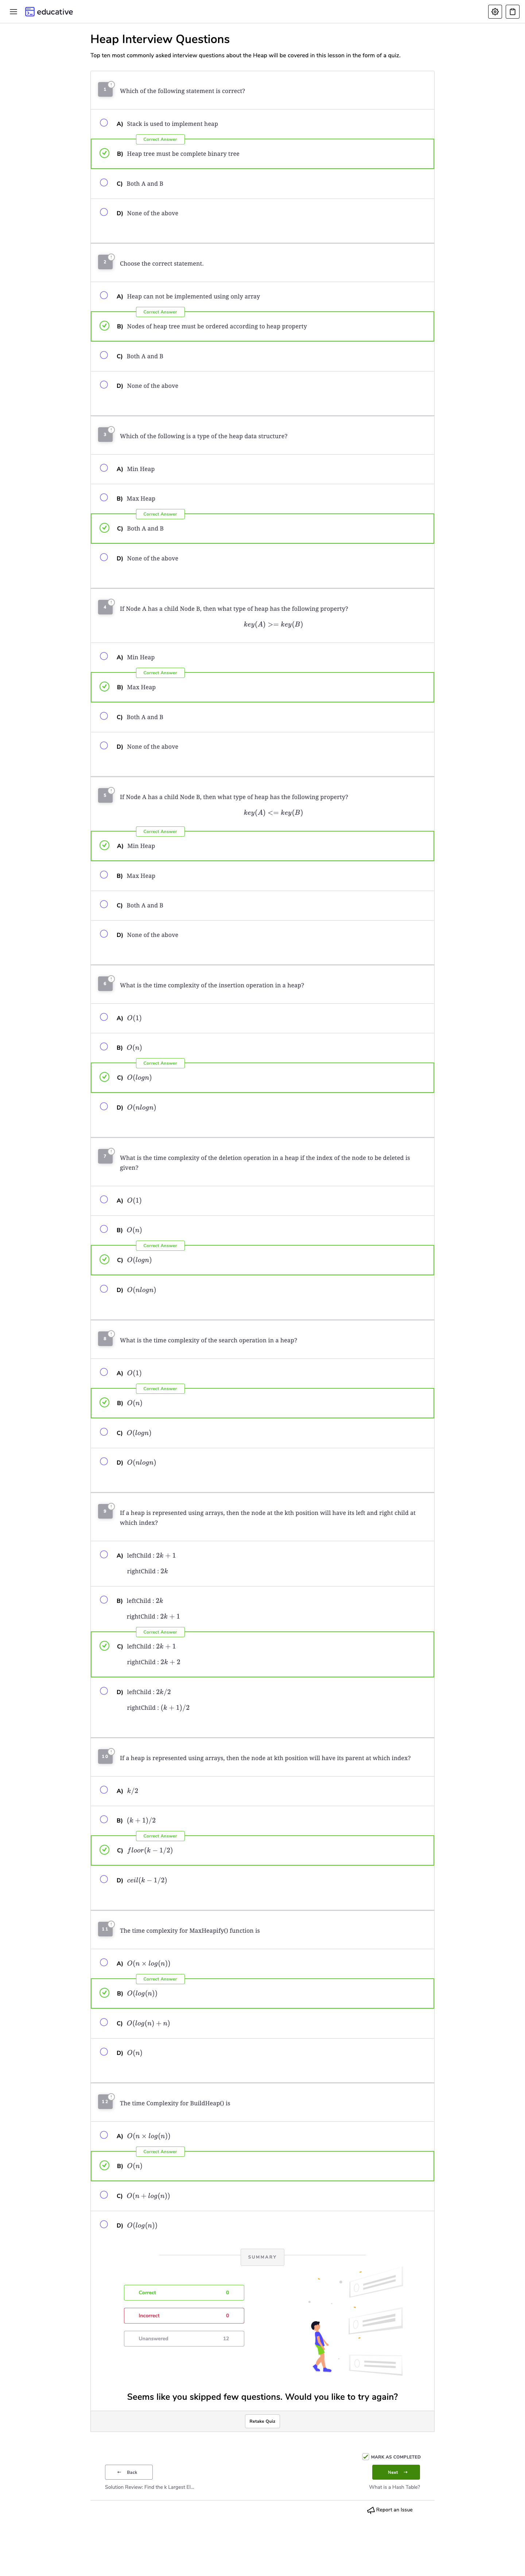 educative
Heap Interview Questions
Top ten most commonly asked interview questions about the Heap will be covered in this lesson in the form of a quiz.
1
Which of the following statement is correct?
A) Stack is used to implement heap
Correct Answer
B) Heap tree must be complete binary tree
C) Both A and B
D) None of the above
2
Choose the correct statement.
A) Heap can not be implemented using only array
Correct Answer
B) Nodes of heap tree must be ordered according to heap property
C) Both A and B
D) None of the above
3
Which of the following is a type of the heap data structure?
A) Min Heap
B) Max Heap
Correct Answer
C) Both A and B
D) None of the above
4
If Node A has a child Node B, then what type of heap has the following property?
key(A) >= key(B)
A) Min Heap
Correct Answer
B) Max Heap
C) Both A and B
D) None of the above
5
If Node A has a child Node B, then what type of heap has the following property?
key(A) <= key(B)
Correct Answer
A) Min Heap
B) Max Heap
C) Both A and B
D) None of the above
6
What is the time complexity of the insertion operation in a heap?
A) O(1)
B) O(n)
Correct Answer
C) O(logn)
D) O(nlogn)
7
What is the time complexity of the deletion operation in a heap if the index of the node to be deleted is
given?
A) O(1)
B) O(n)
Correct Answer
C) O(logn)
D) O(nlogn)
8
What is the time complexity of the search operation in a heap?
A) O(1)
Correct Answer
B) O(n)
C) O(logn)
D) O(nlogn)
9
If a heap is represented using arrays, then the node at the kth position will have its left and right child at
which index?
A) leftChild : 2k + 1
rightChild : 2k
B) leftChild : 2k
rightChild : 2k + 1
Correct Answer
C) leftChild : 2k + 1
rightChild : 2k + 2
D) leftChild : 2k/2
rightChild : (k + 1)/2
10
If a heap is represented using arrays, then the node at kth position will have its parent at which index?
A) k/2
B) (k + 1)/2
Correct Answer
C) floor(k − 1/2)
D) ceil(k − 1/2)
11
The time complexity for MaxHeapify() function is
A) O(n × log(n))
Correct Answer
B) O(log(n))
C) O(log(n) + n)
D) O(n)
12
The time Complexity for BuildHeap() is
A) O(n × log(n))
Correct Answer
B) O(n)
C) O(n + log(n))
D) O(log(n))
SUMMARY
Correct 0
Incorrect 0
Unanswered 12
Seems like you skipped few questions. Would you like to try again?
Retake Quiz
MARK AS COMPLETED
← Back
Next →
Solution Review: Find the k Largest El...
What is a Hash Table?
Report an Issue